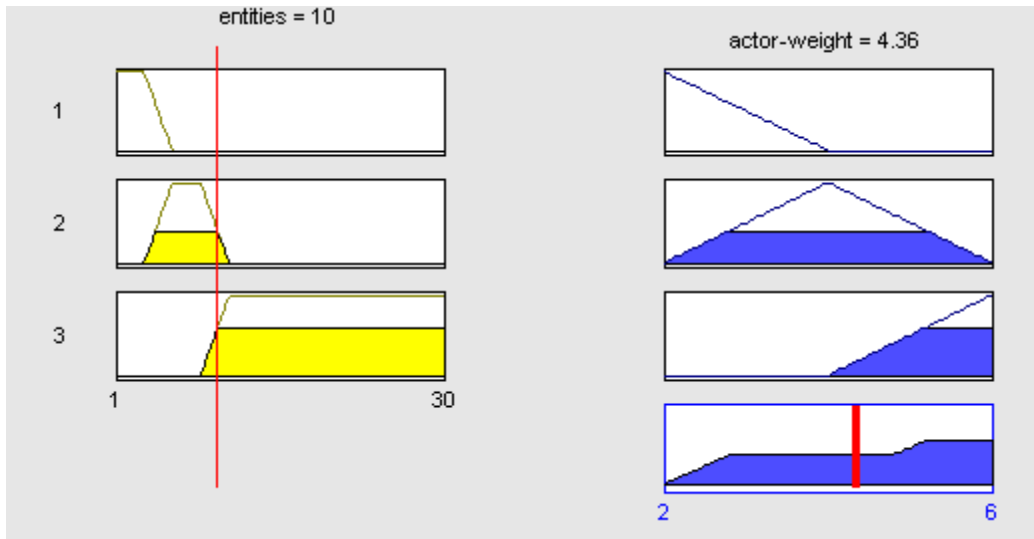 entities = 10
actor-weight = 4.36
1
2
3
1 30
2 6